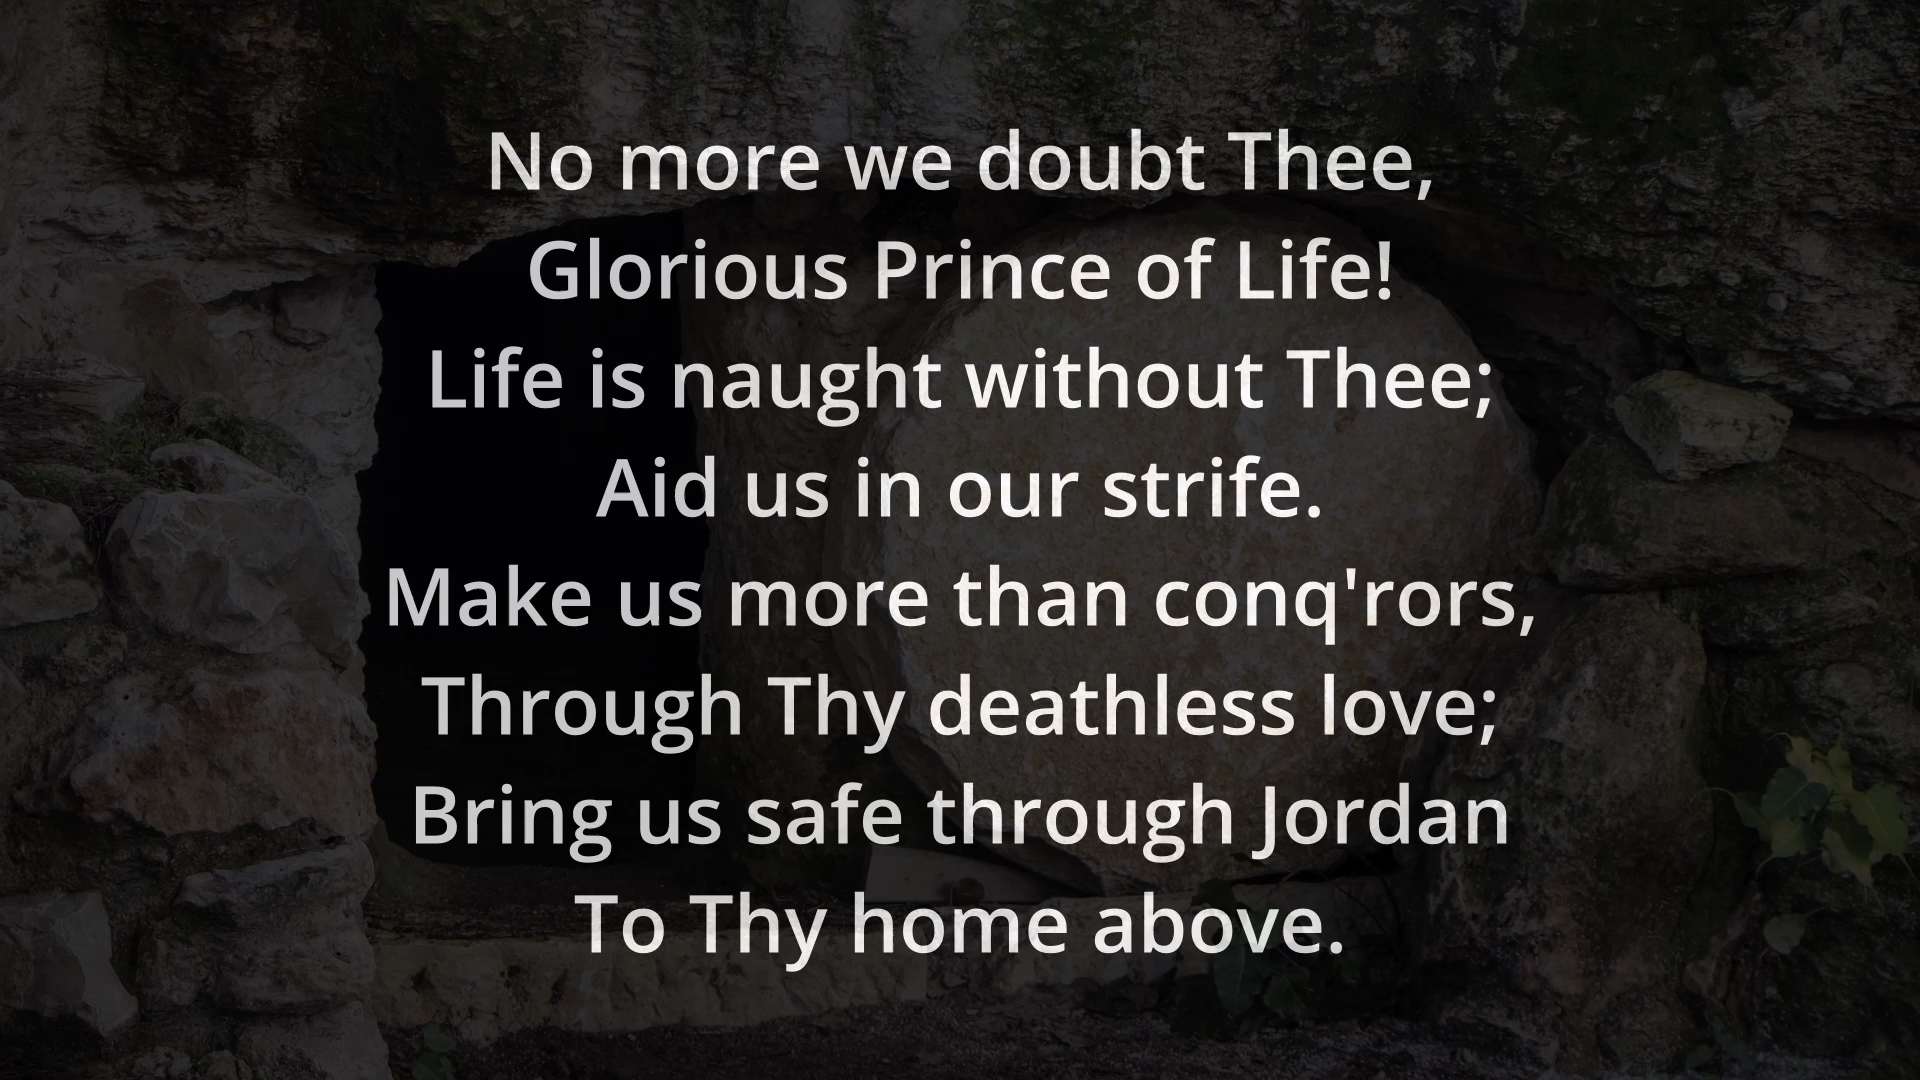 No more we doubt Thee,
Glorious Prince of Life!
Life is naught without Thee;
Aid us in our strife.
Make us more than conq'rors,
Through Thy deathless love;
Bring us safe through Jordan
To Thy home above.